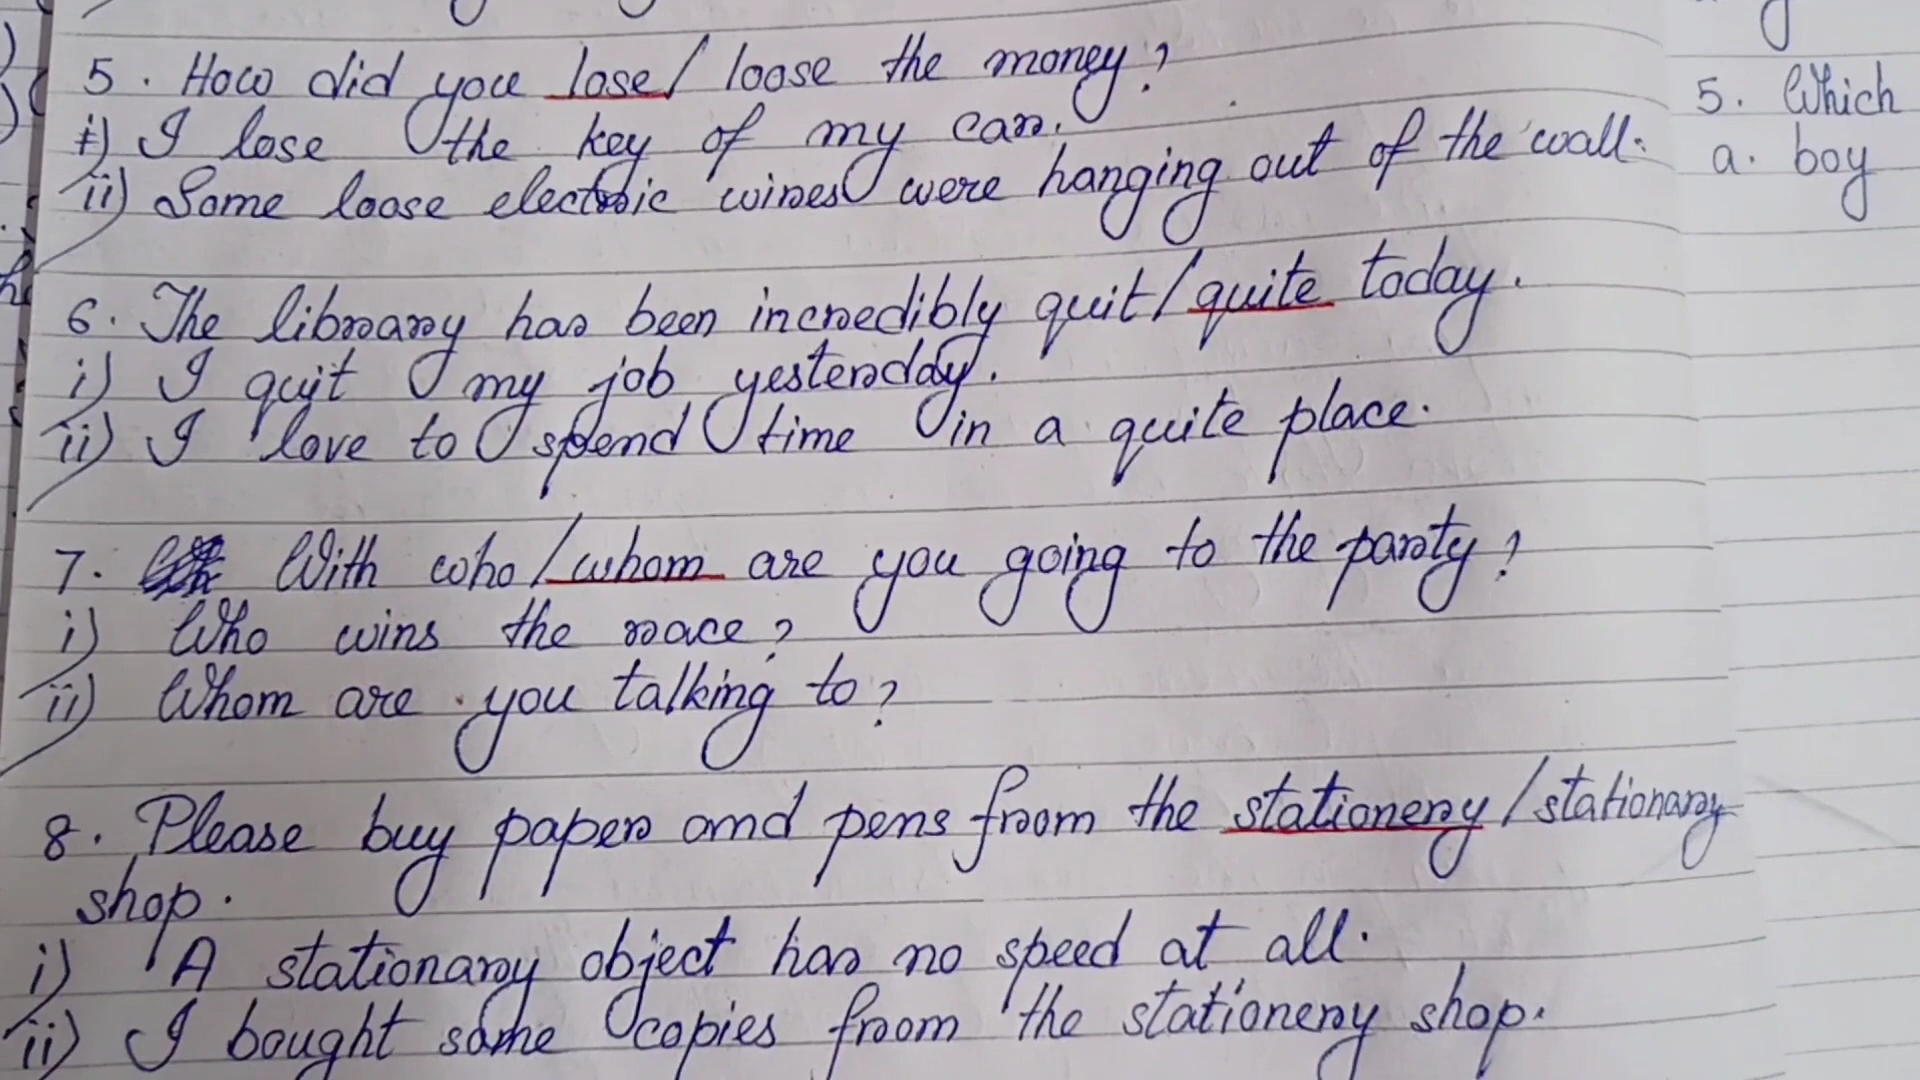 5. How did you lose/ loose the money?
i) I lose the key of my car.
ii) Some loose electric wires were hanging out of the wall.
6. The library has been incredibly quit/quite today.
i) I quit my job yesterday.
ii) I love to spend time in a quite place.
7. With who/whom are you going to the party?
i) Who wins the race?
ii) Whom are you talking to?
8. Please buy paper and pens from the stationery/stationary
shop.
i) A stationary object has no speed at all.
ii) I bought some copies from the stationery shop.
5. Which
a. boy